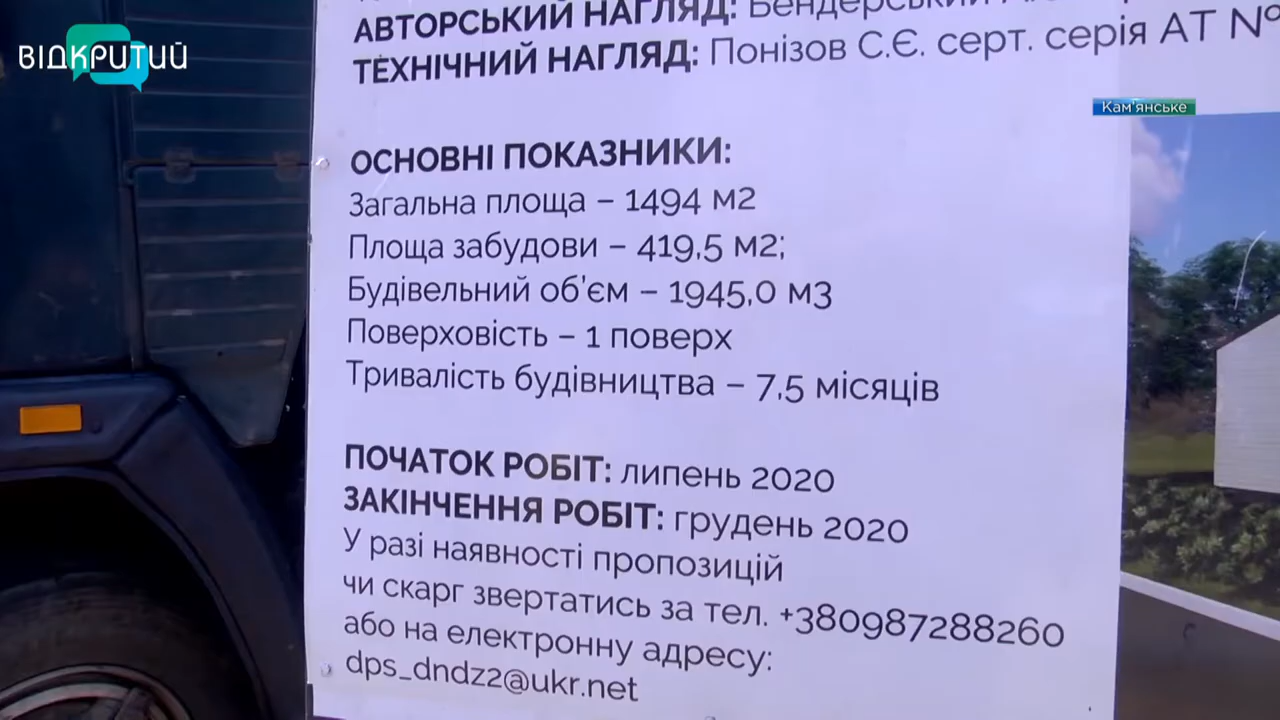 ВІДКРИТИЙ
АВТОРСЬКИЙ НАГЛЯД: Бендерський
ТЕХНІЧНИЙ НАГЛЯД: Понізов С.Є. серт. серія АТ №
Кам'янське
ОСНОВНІ ПОКАЗНИКИ:
Загальна площа – 1494 м2
Площа забудови – 419,5 м2;
Будівельний об'єм – 1945,0 м3
Поверховість – 1 поверх
Тривалість будівництва – 7,5 місяців
ПОЧАТОК РОБІТ: липень 2020
ЗАКІНЧЕННЯ РОБІТ: грудень 2020
У разі наявності пропозицій
чи скарг звертатись за тел. +380987288260
або на електронну адресу:
dps_dndz2@ukr.net